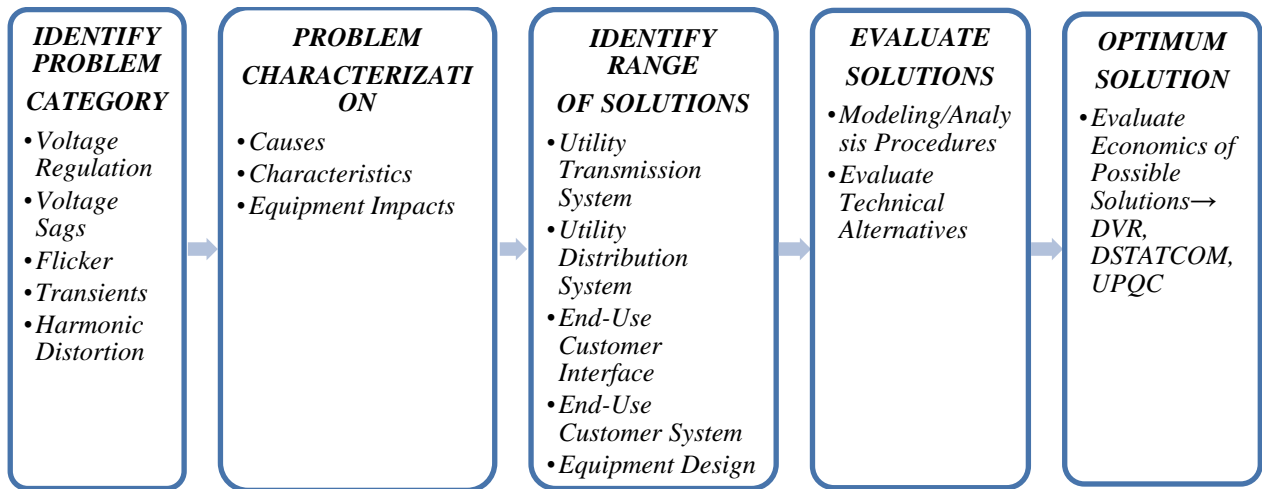 IDENTIFY
PROBLEM
CATEGORY
•Voltage
Regulation
•Voltage
Sags
•Flicker
•Transients
•Harmonic
Distortion
PROBLEM
CHARACTERIZATI
ON
•Causes
•Characteristics
•Equipment Impacts
IDENTIFY
RANGE
OF SOLUTIONS
•Utility
Transmission
System
•Utility
Distribution
System
•End-Use
Customer
Interface
•End-Use
Customer System
•Equipment Design
EVALUATE
SOLUTIONS
•Modeling/Analy
sis Procedures
•Evaluate
Technical
Alternatives
OPTIMUM
SOLUTION
•Evaluate
Economics of
Possible
Solutions→
DVR,
DSTATCOM,
UPQC